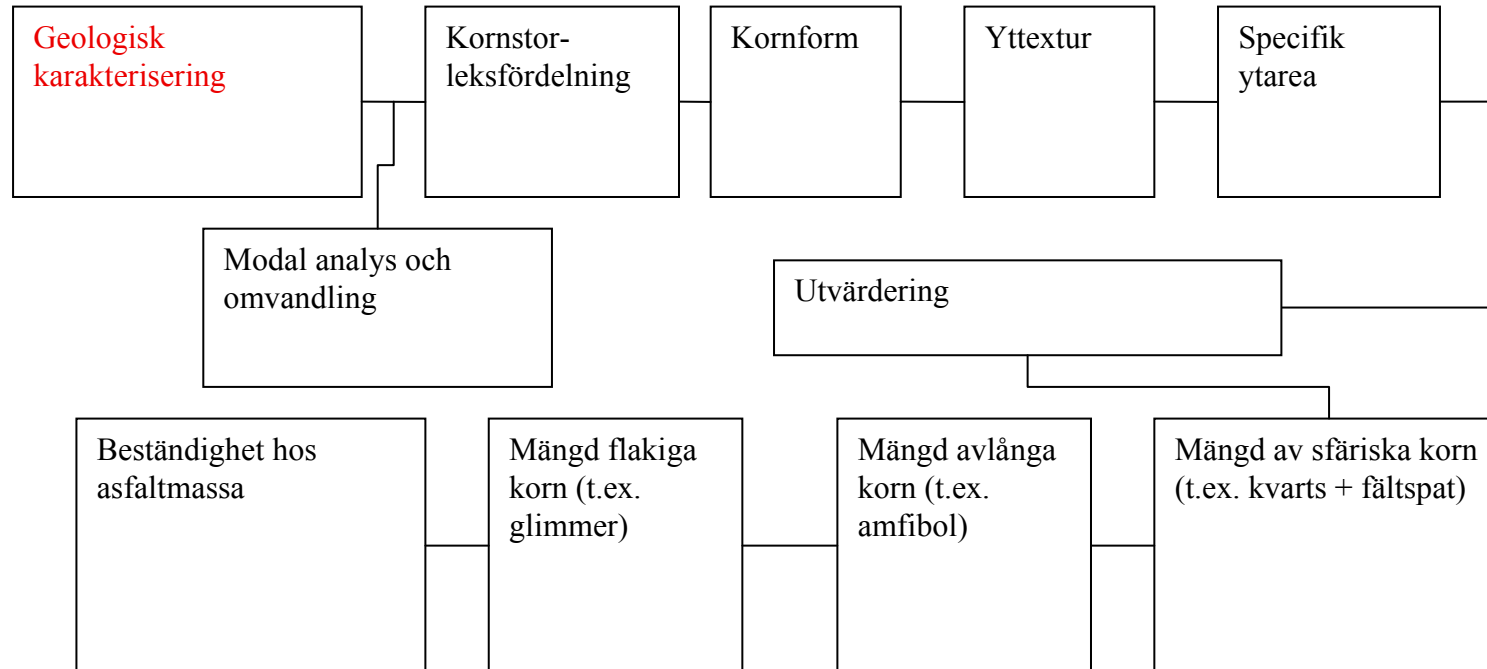 Geologisk
karakterisering
Kornstor-
leksfördelning
Kornform
Yttextur
Specifik
ytarea
Modal analys och
omvandling
Utvärdering
Beständighet hos
asfaltmassa
Mängd flakiga
korn (t.ex.
glimmer)
Mängd avlånga
korn (t.ex.
amfibol)
Mängd av sfäriska korn
(t.ex. kvarts + fältspat)